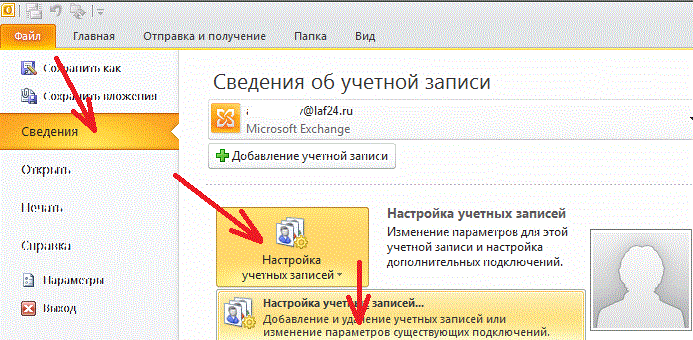 Файл Главная Отправка и получение Папка Вид
Сохранить как
Сохранить вложения
Сведения
Открыть
Печать
Справка
Параметры
Выход
Сведения об учетной записи
@laf24.ru
Microsoft Exchange
Добавление учетной записи
Настройка
учетных записей
Настройка учетных записей
Изменение параметров для этой
учетной записи и настройка
дополнительных подключений.
Настройка учетных записей...
Добавление и удаление учетных записей или
изменение параметров существующих подключений.